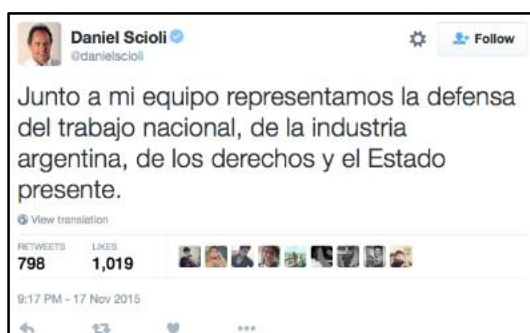 Daniel Scioli
@danielscioli
Follow
Junto a mi equipo representamos la defensa
del trabajo nacional, de la industria
argentina, de los derechos y el Estado
presente.
View translation
RETWEETS LIKES
798 1,019
9:17 PM - 17 Nov 2015